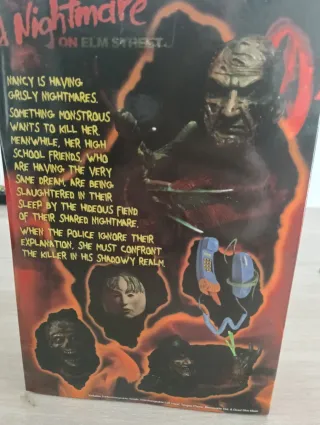 A Nightmare
ON ELM STREET
NANCY IS HAVING
GRISLY NIGHTMARES.
SOMETHING MONSTROUS
WANTS TO KILL HER.
MEANWHILE, HER HIGH
SCHOOL FRIENDS, WHO
ARE HAVING THE VERY
SAME DREAM, ARE BEING
SLAUGHTERED IN THEIR
SLEEP BY THE HIDEOUS FIEND
OF THEIR SHARED NIGHTMARE.
WHEN THE POLICE IGNORE THEIR
EXPLANATION, SHE MUST CONFRONT
THE KILLER IN HIS SHADOWY REALM.